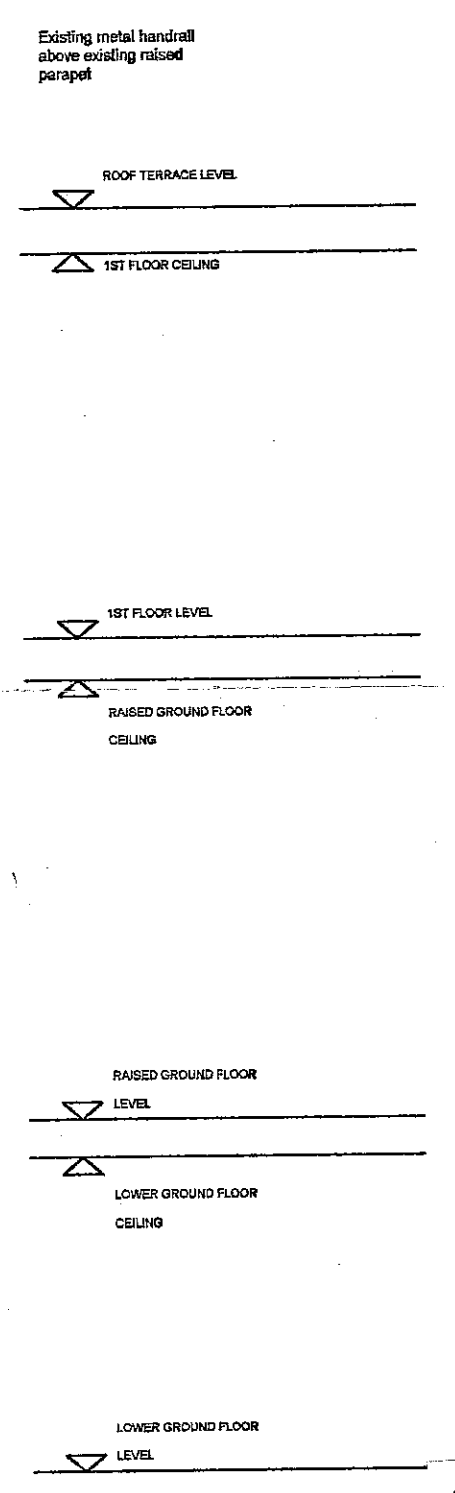 Existing metal handrail
above existing raised
parapet
ROOF TERRACE LEVEL
1ST FLOOR CEILING
1ST FLOOR LEVEL
RAISED GROUND FLOOR
CEILING
RAISED GROUND FLOOR
LEVEL
LOWER GROUND FLOOR
CEILING
LOWER GROUND FLOOR
LEVEL